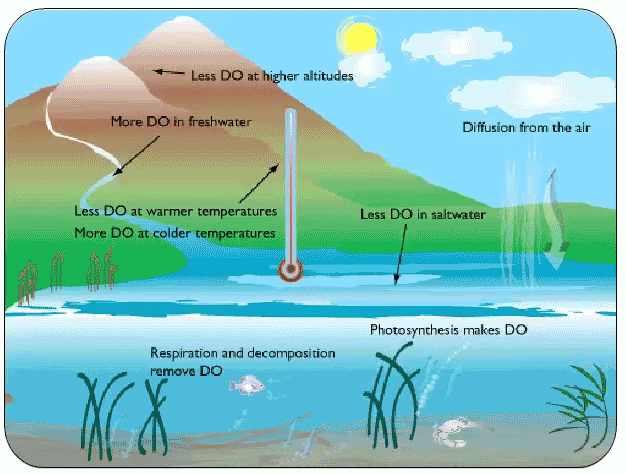 Less DO at higher altitudes
More DO in freshwater
Diffusion from the air
Less DO at warmer temperatures
More DO at colder temperatures
Less DO in saltwater
Photosynthesis makes DO
Respiration and decomposition
remove DO